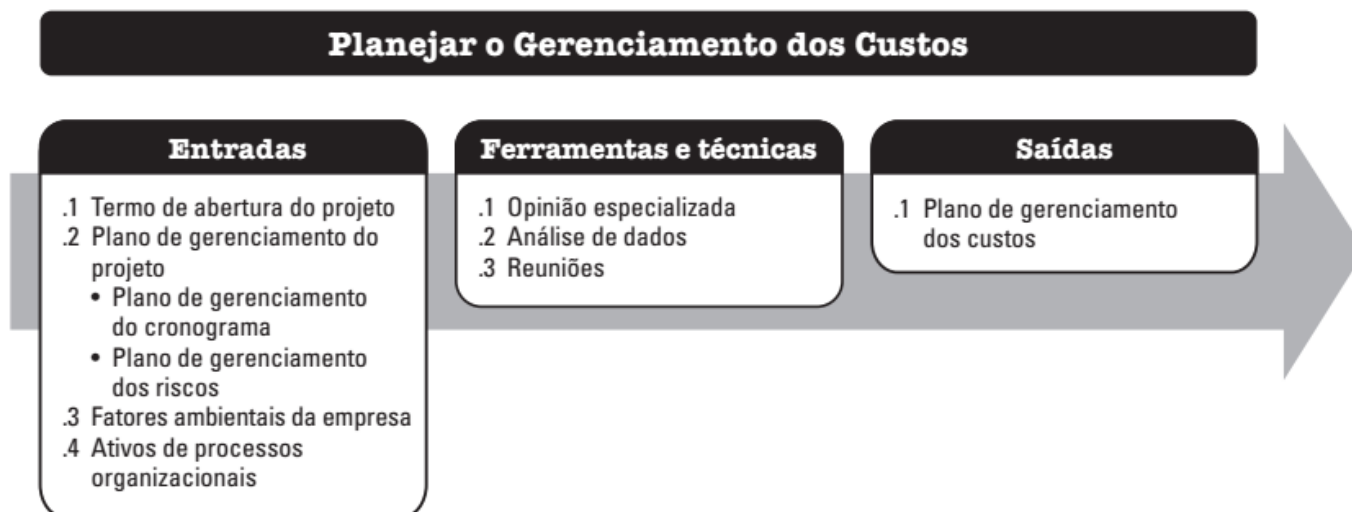 Planejar o Gerenciamento dos Custos
Entradas
.1 Termo de abertura do projeto
.2 Plano de gerenciamento do
projeto
• Plano de gerenciamento
do cronograma
• Plano de gerenciamento
dos riscos
.3 Fatores ambientais da empresa
.4 Ativos de processos
organizacionais
Ferramentas e técnicas
.1 Opinião especializada
.2 Análise de dados
.3 Reuniões
Saídas
.1 Plano de gerenciamento
dos custos